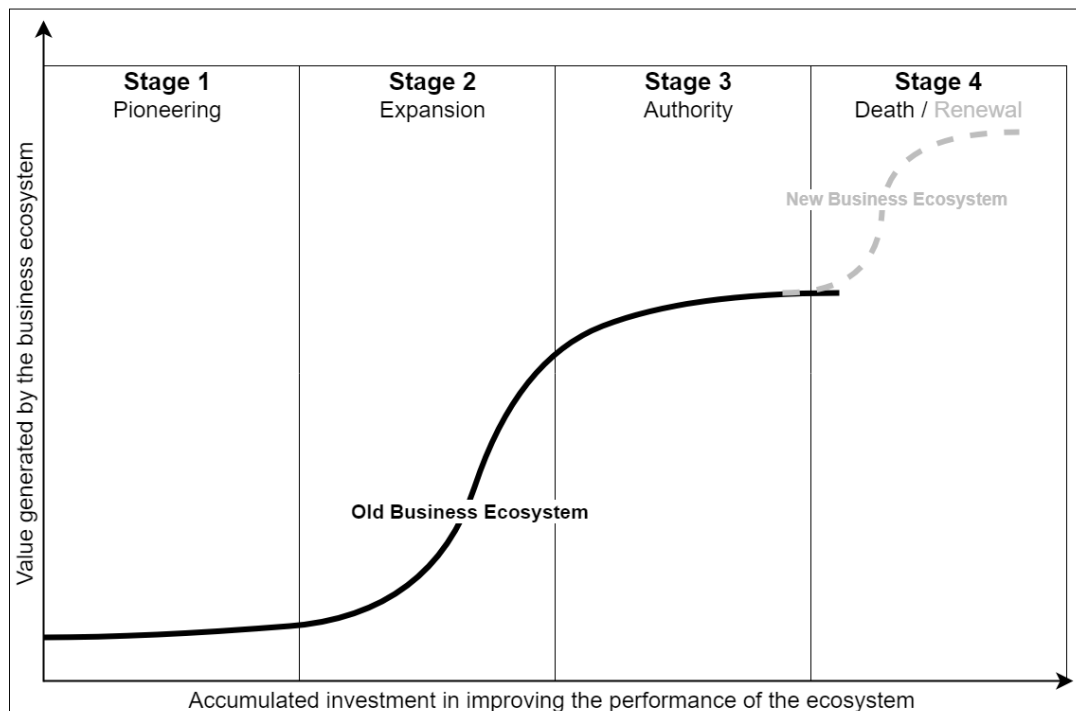 Stage 1
Pioneering
Stage 2
Expansion
Stage 3
Authority
Stage 4
Death / Renewal
New Business Ecosystem
Old Business Ecosystem
Value generated by the business ecosystem
Accumulated investment in improving the performance of the ecosystem